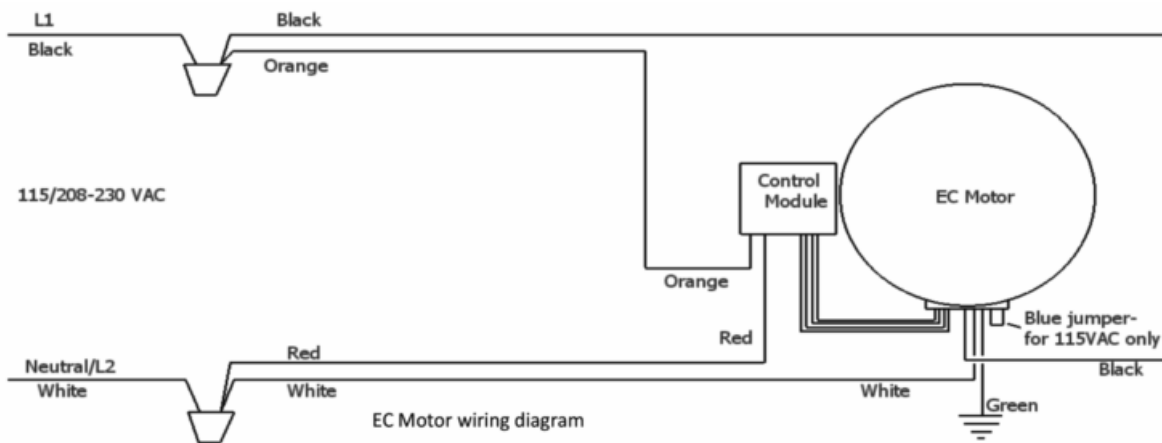 L1
Black
Black
Orange
115/208-230 VAC
Control
Module
EC Motor
Orange
Blue jumper-
for 115VAC only
Red
Red
Neutral/L2
White
White
White
Black
Green
EC Motor wiring diagram